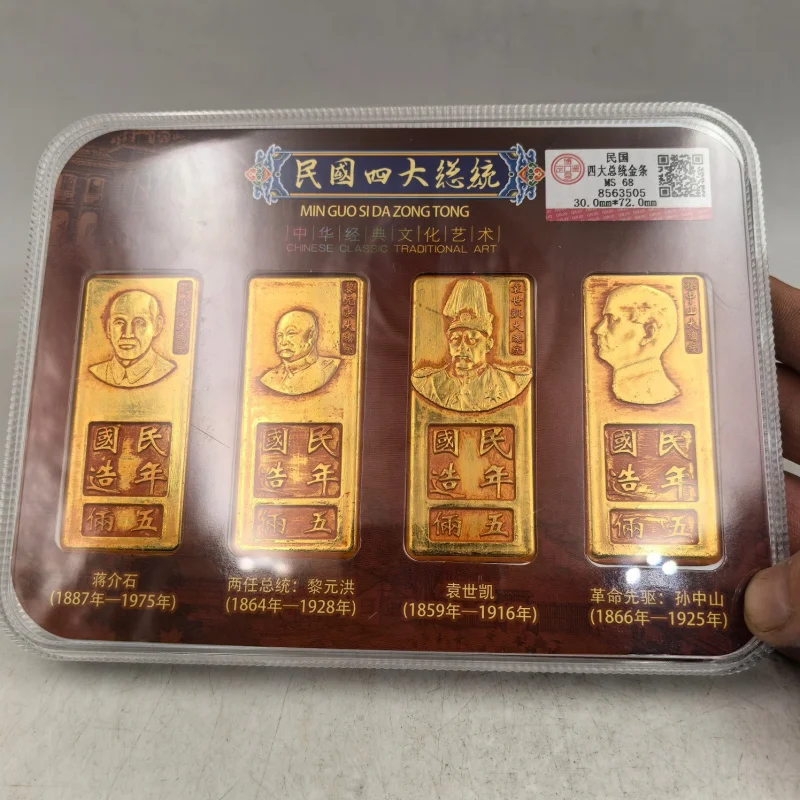 民國四大總統
MIN GUO SI DA ZONG TONG
中华经典文化艺术
CHINESE CLASSIC TRADITIONAL ART
民国
四大总统金条
MS 68
8563505
30.0mm*72.0mm
國民
造年
倆五
國民
造年
倆五
國民
造年
倆五
國民
造年
倆五
蒋介石
(1887年—1975年)
两任总统：黎元洪
(1864年—1928年)
袁世凯
(1859年—1916年)
革命先驱：孙中山
(1866年—1925年)